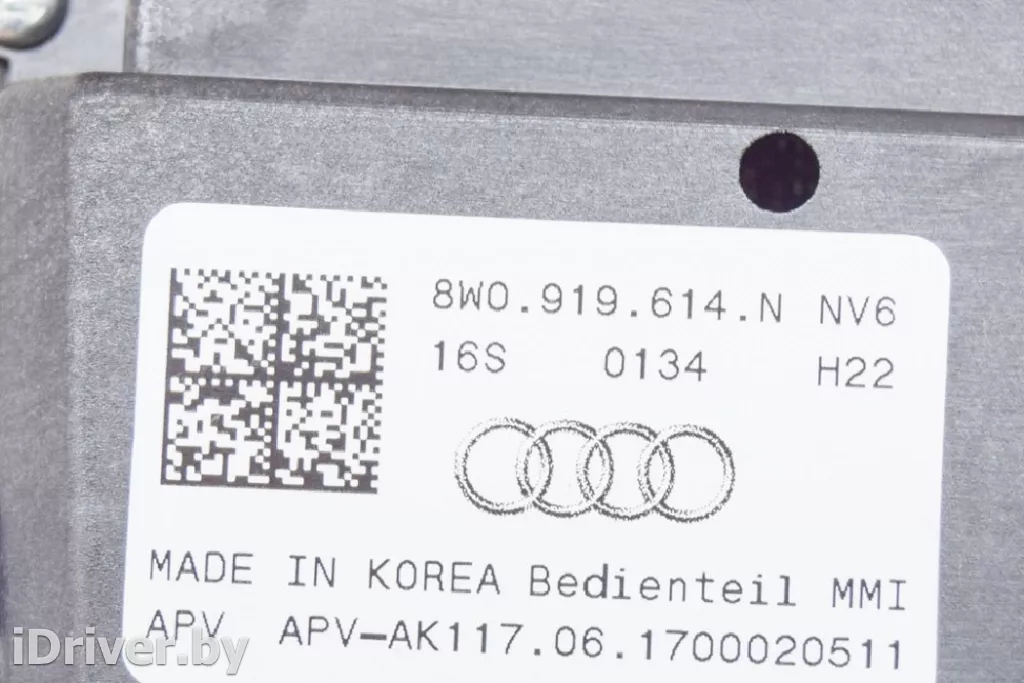 8W0.919.614.N NV6
16S 0134 H22
MADE IN KOREA Bedienteil MMI
APV APV-AK117.06.1700020511
iDriver.by